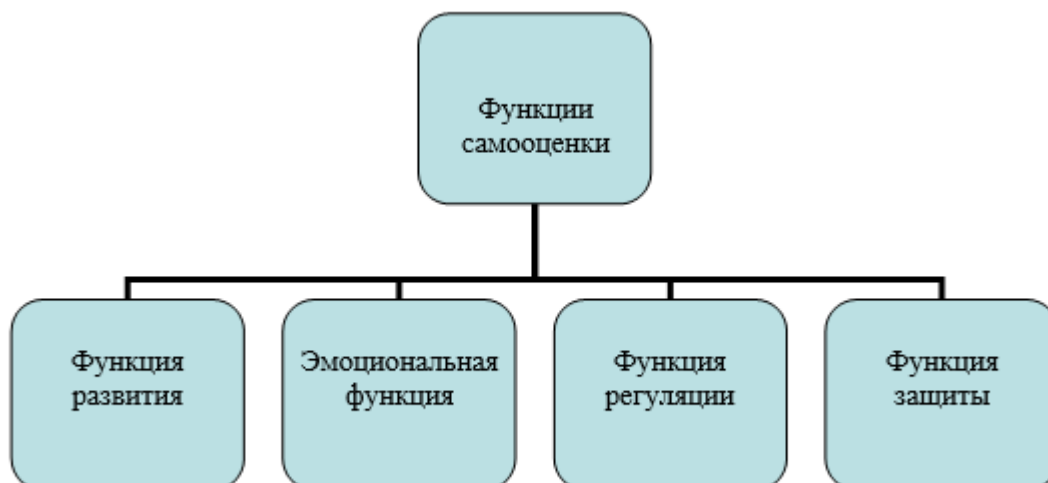 Функции
самооценки
Функция
развития
Эмоциональная
функция
Функция
регуляции
Функция
защиты